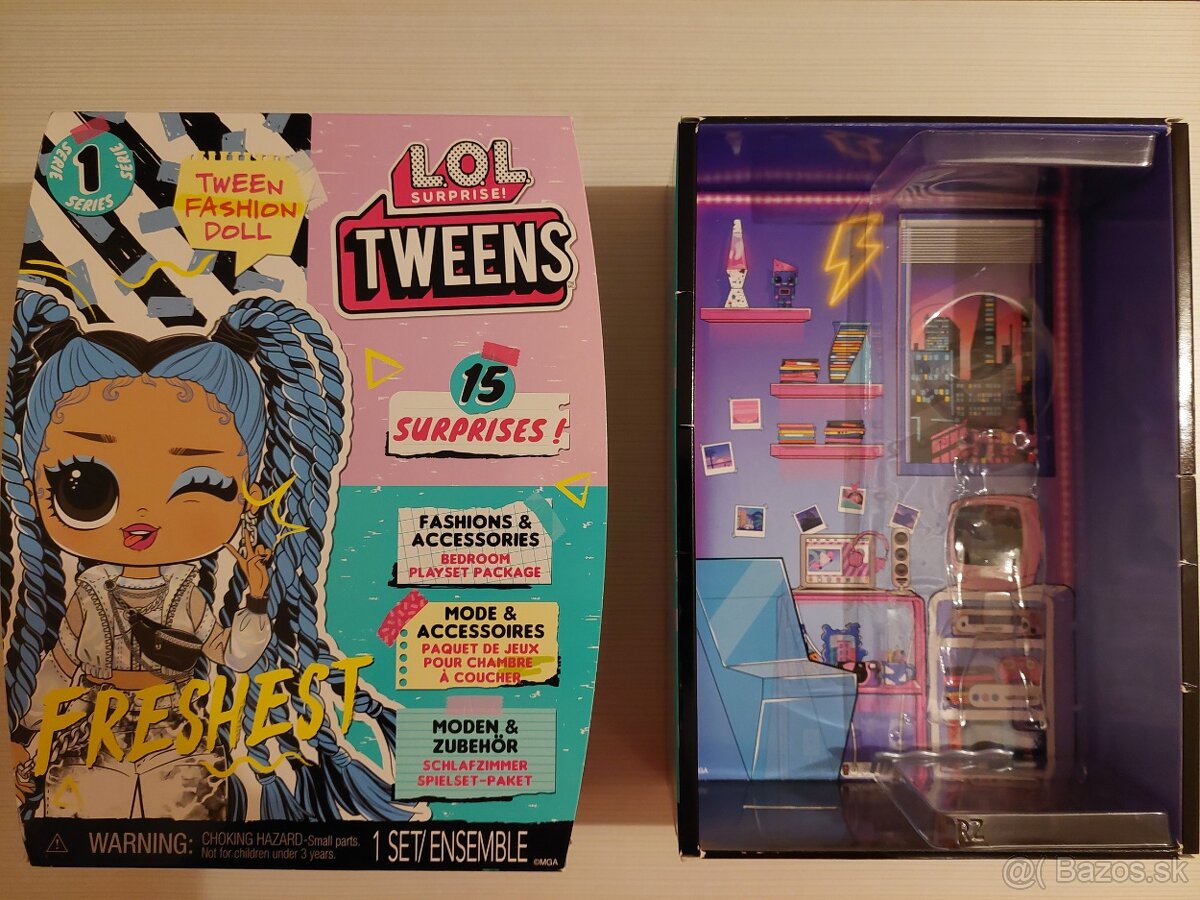 SERIE
1
SÉRIE
SERIES
TWEEN
FASHION
DOLL
L.O.L.
SURPRISE!
TWEENS
15
SURPRISES!
FASHIONS &
ACCESSORIES
BEDROOM
PLAYSET PACKAGE
MODE &
ACCESSOIRES
PAQUET DE JEUX
POUR CHAMBRE
À COUCHER
MODEN &
ZUBEHÖR
SCHLAFZIMMER
SPIELSET-PAKET
FRESHEST
WARNING: CHOKING HAZARD-Small parts.
Not for children under 3 years.
1 SET/ENSEMBLE
©MGA
RZ
@( Bazos.sk